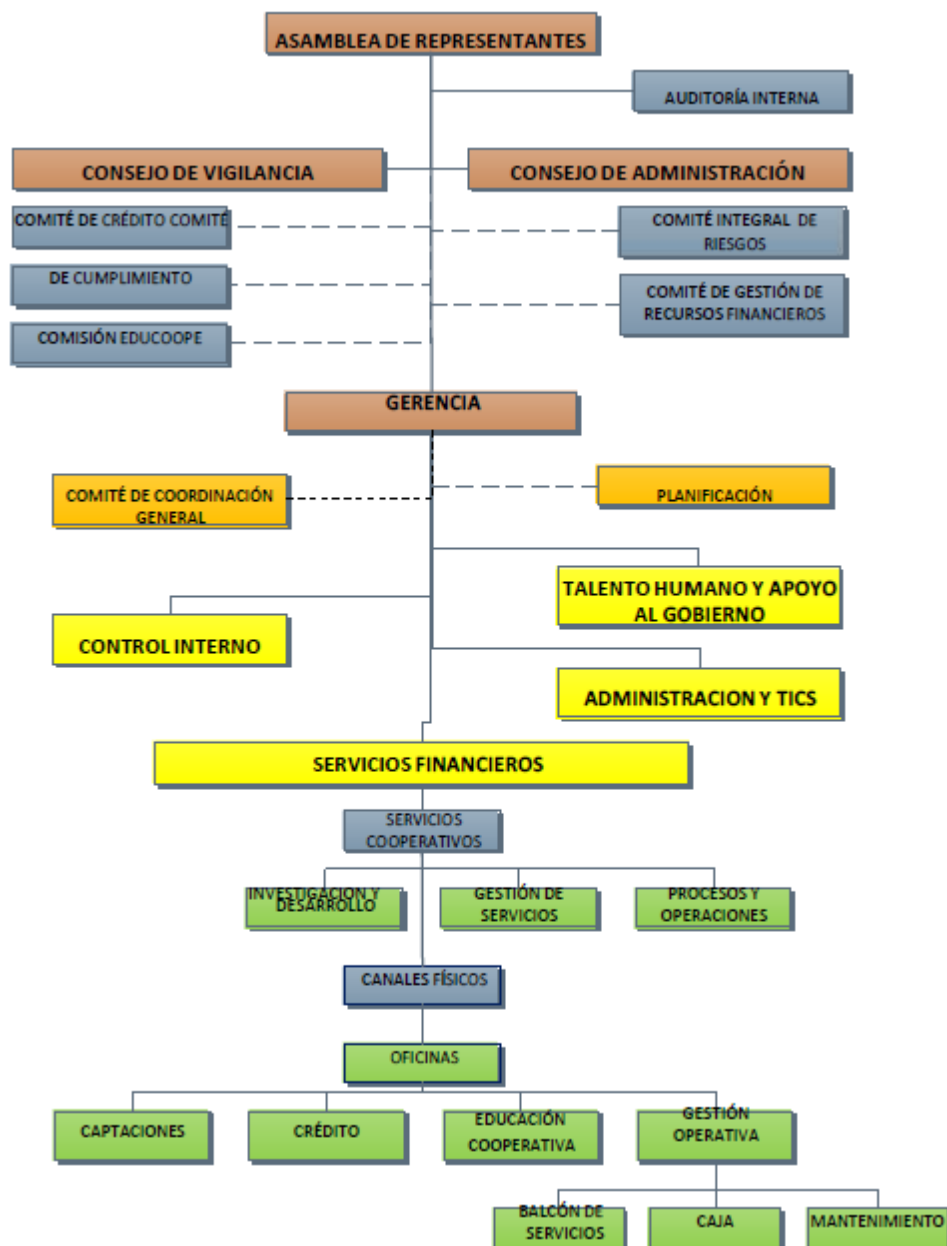 ASAMBLEA DE REPRESENTANTES
AUDITORÍA INTERNA
CONSEJO DE VIGILANCIA
CONSEJO DE ADMINISTRACIÓN
COMITÉ DE CRÉDITO COMITÉ
COMITÉ INTEGRAL DE
RIESGOS
DE CUMPLIMIENTO
COMITÉ DE GESTIÓN DE
RECURSOS FINANCIEROS
COMISIÓN EDUCOOPE
GERENCIA
COMITÉ DE COORDINACIÓN
GENERAL
PLANIFICACIÓN
TALENTO HUMANO Y APOYO
AL GOBIERNO
CONTROL INTERNO
ADMINISTRACION Y TICS
SERVICIOS FINANCIEROS
SERVICIOS
COOPERATIVOS
INVESTIGACION Y
DESARROLLO
GESTIÓN DE
SERVICIOS
PROCESOS Y
OPERACIONES
CANALES FÍSICOS
OFICINAS
CAPTACIONES
CRÉDITO
EDUCACIÓN
COOPERATIVA
GESTIÓN
OPERATIVA
BALCÓN DE
SERVICIOS
CAJA
MANTENIMIENTO